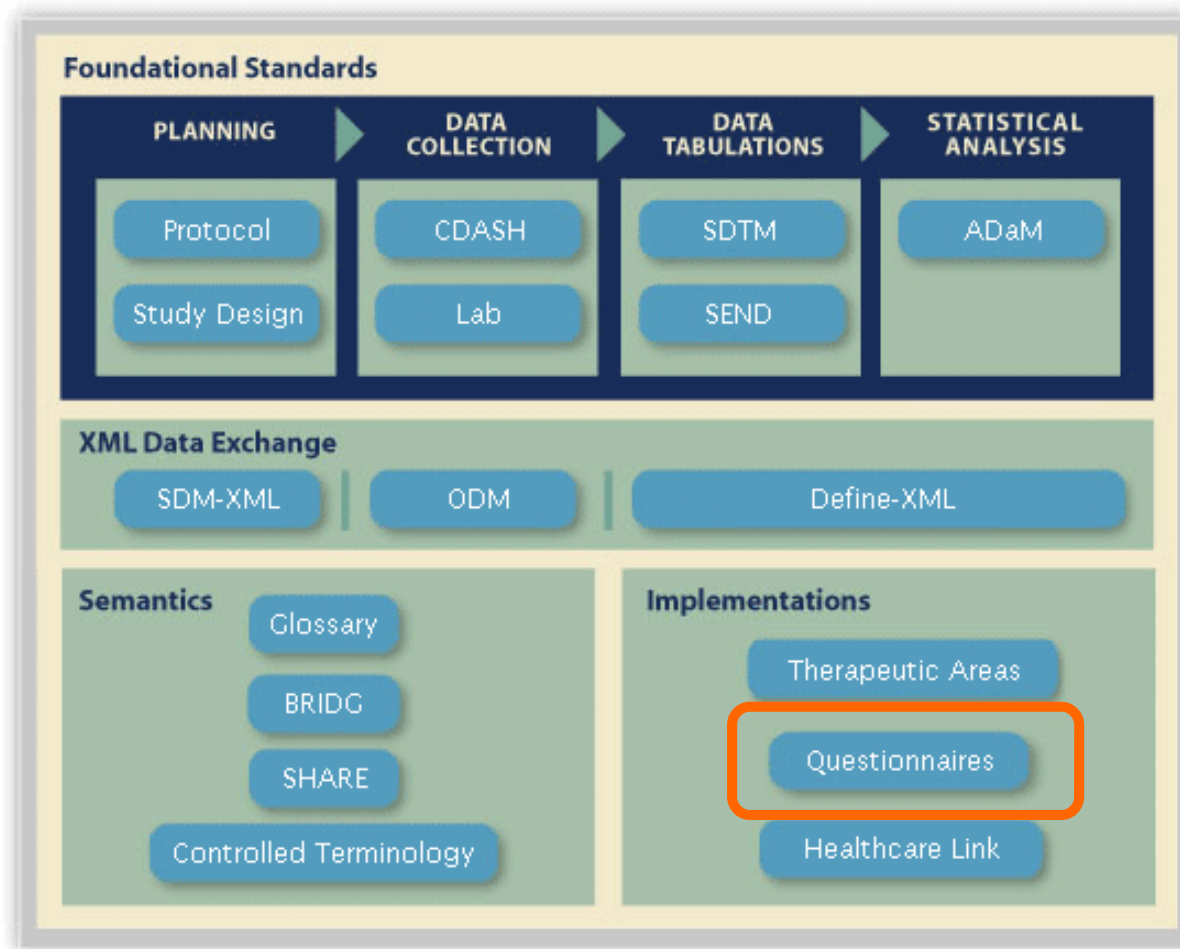 Foundational Standards
PLANNING
DATA
COLLECTION
DATA
TABULATIONS
STATISTICAL
ANALYSIS
Protocol
CDASH
SDTM
ADaM
Study Design
Lab
SEND
XML Data Exchange
SDM-XML
ODM
Define-XML
Semantics
Glossary
BRIDG
SHARE
Controlled Terminology
Implementations
Therapeutic Areas
Questionnaires
Healthcare Link